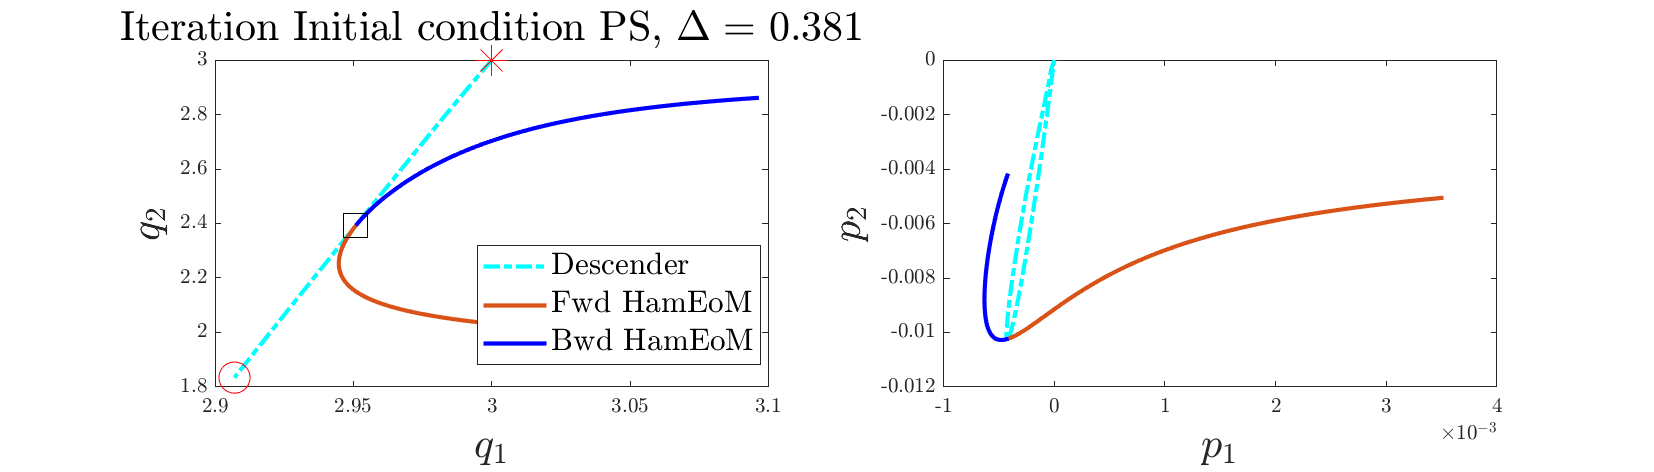 Iteration Initial condition PS, Δ = 0.381
3
2.8
2.6
2.4
2.2
2
1.8
q2
2.9 2.95 3 3.05 3.1
q1
Descender
Fwd HamEoM
Bwd HamEoM
0
-0.002
-0.004
-0.006
-0.008
-0.01
-0.012
p2
-1 0 1 2 3 4
×10⁻³
p1